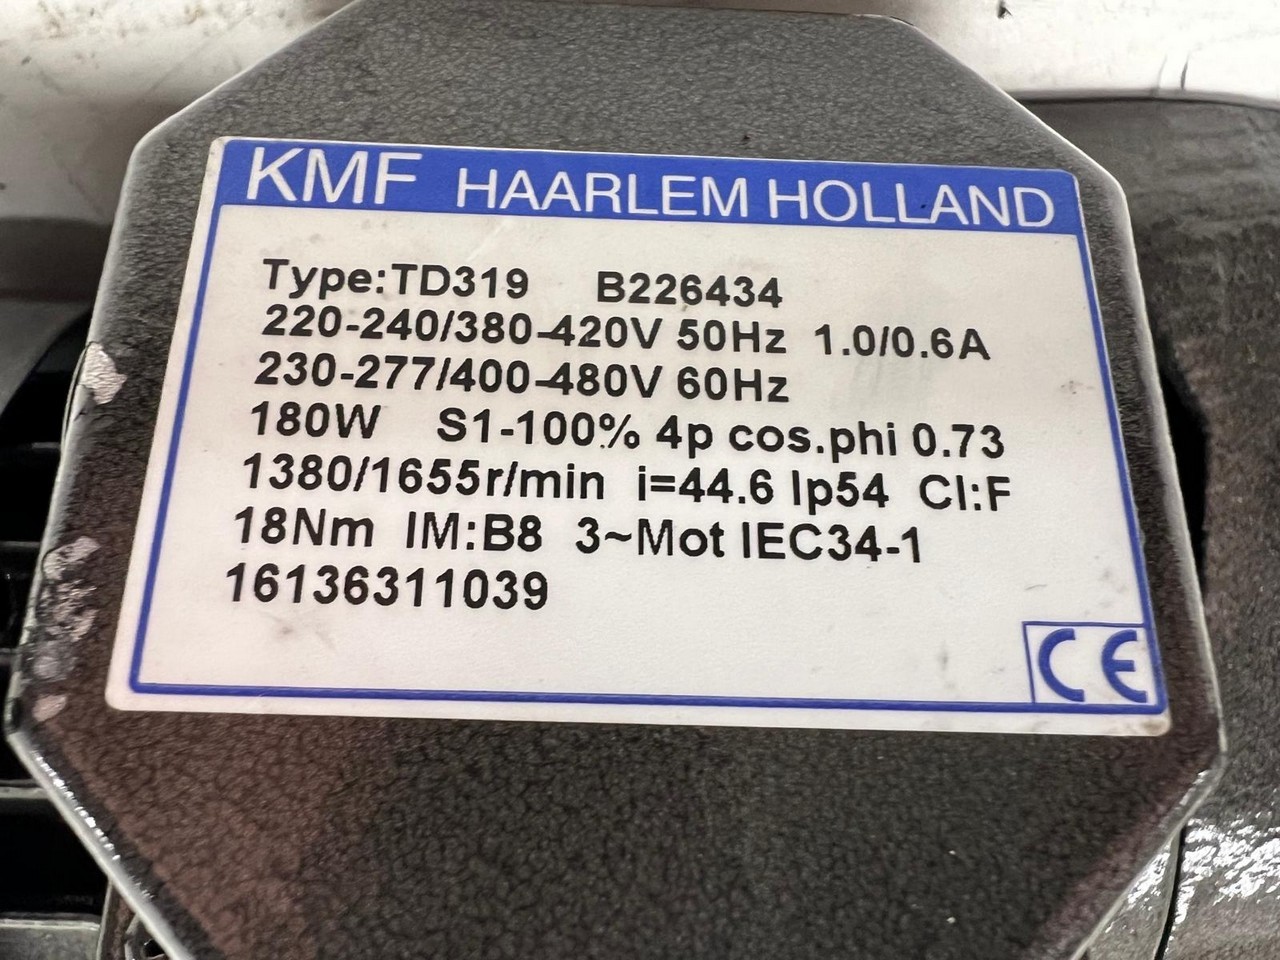 KMF HAARLEM HOLLAND
Type:TD319 B226434
220-240/380-420V 50Hz 1.0/0.6A
230-277/400-480V 60Hz
180W S1-100% 4p cos.phi 0.73
1380/1655r/min i=44.6 Ip54 Cl:F
18Nm IM:B8 3~Mot IEC34-1
16136311039
CE